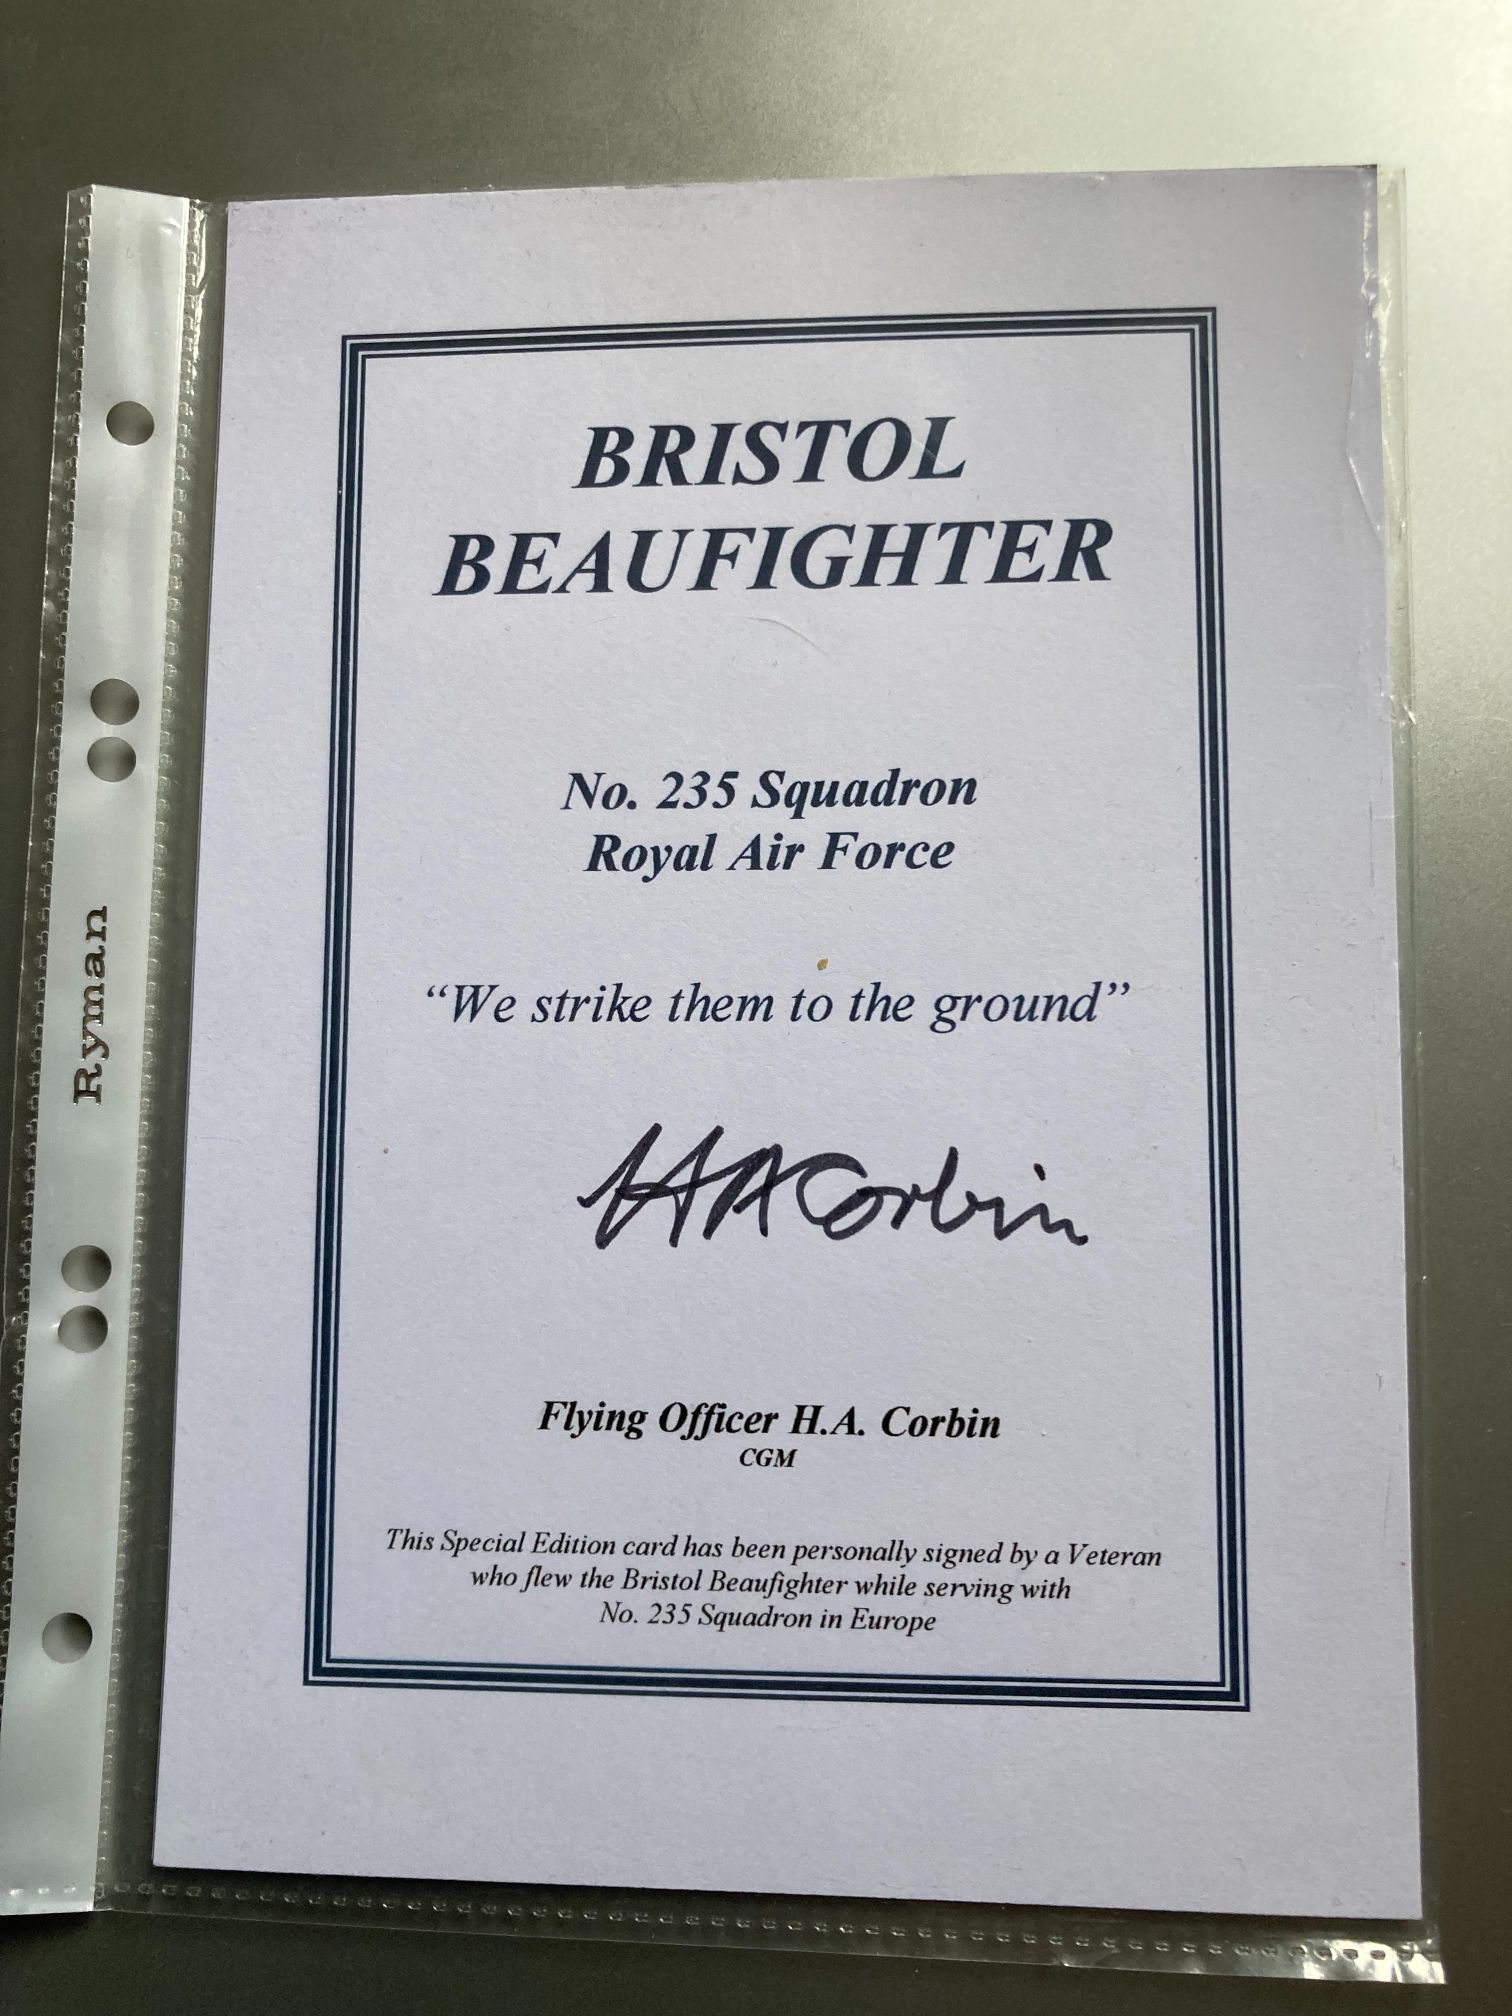 BRISTOL
BEAUFIGHTER
No. 235 Squadron
Royal Air Force
“We strike them to the ground”
HACorbin
Flying Officer H.A. Corbin
CGM
This Special Edition card has been personally signed by a Veteran
who flew the Bristol Beaufighter while serving with
No. 235 Squadron in Europe
Ryman